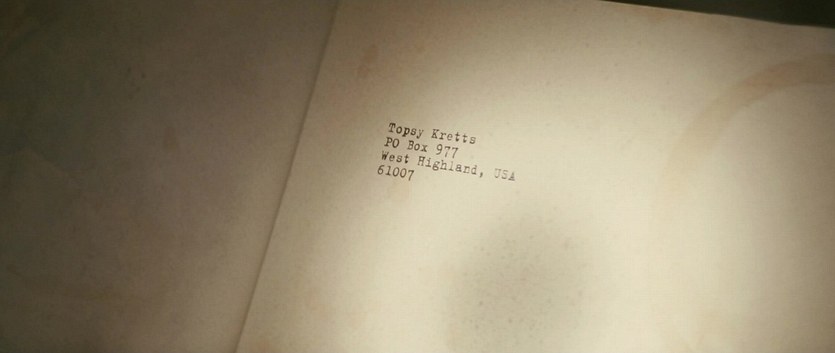 Topsy Kretts
PO Box 977
West Highland, USA
61007